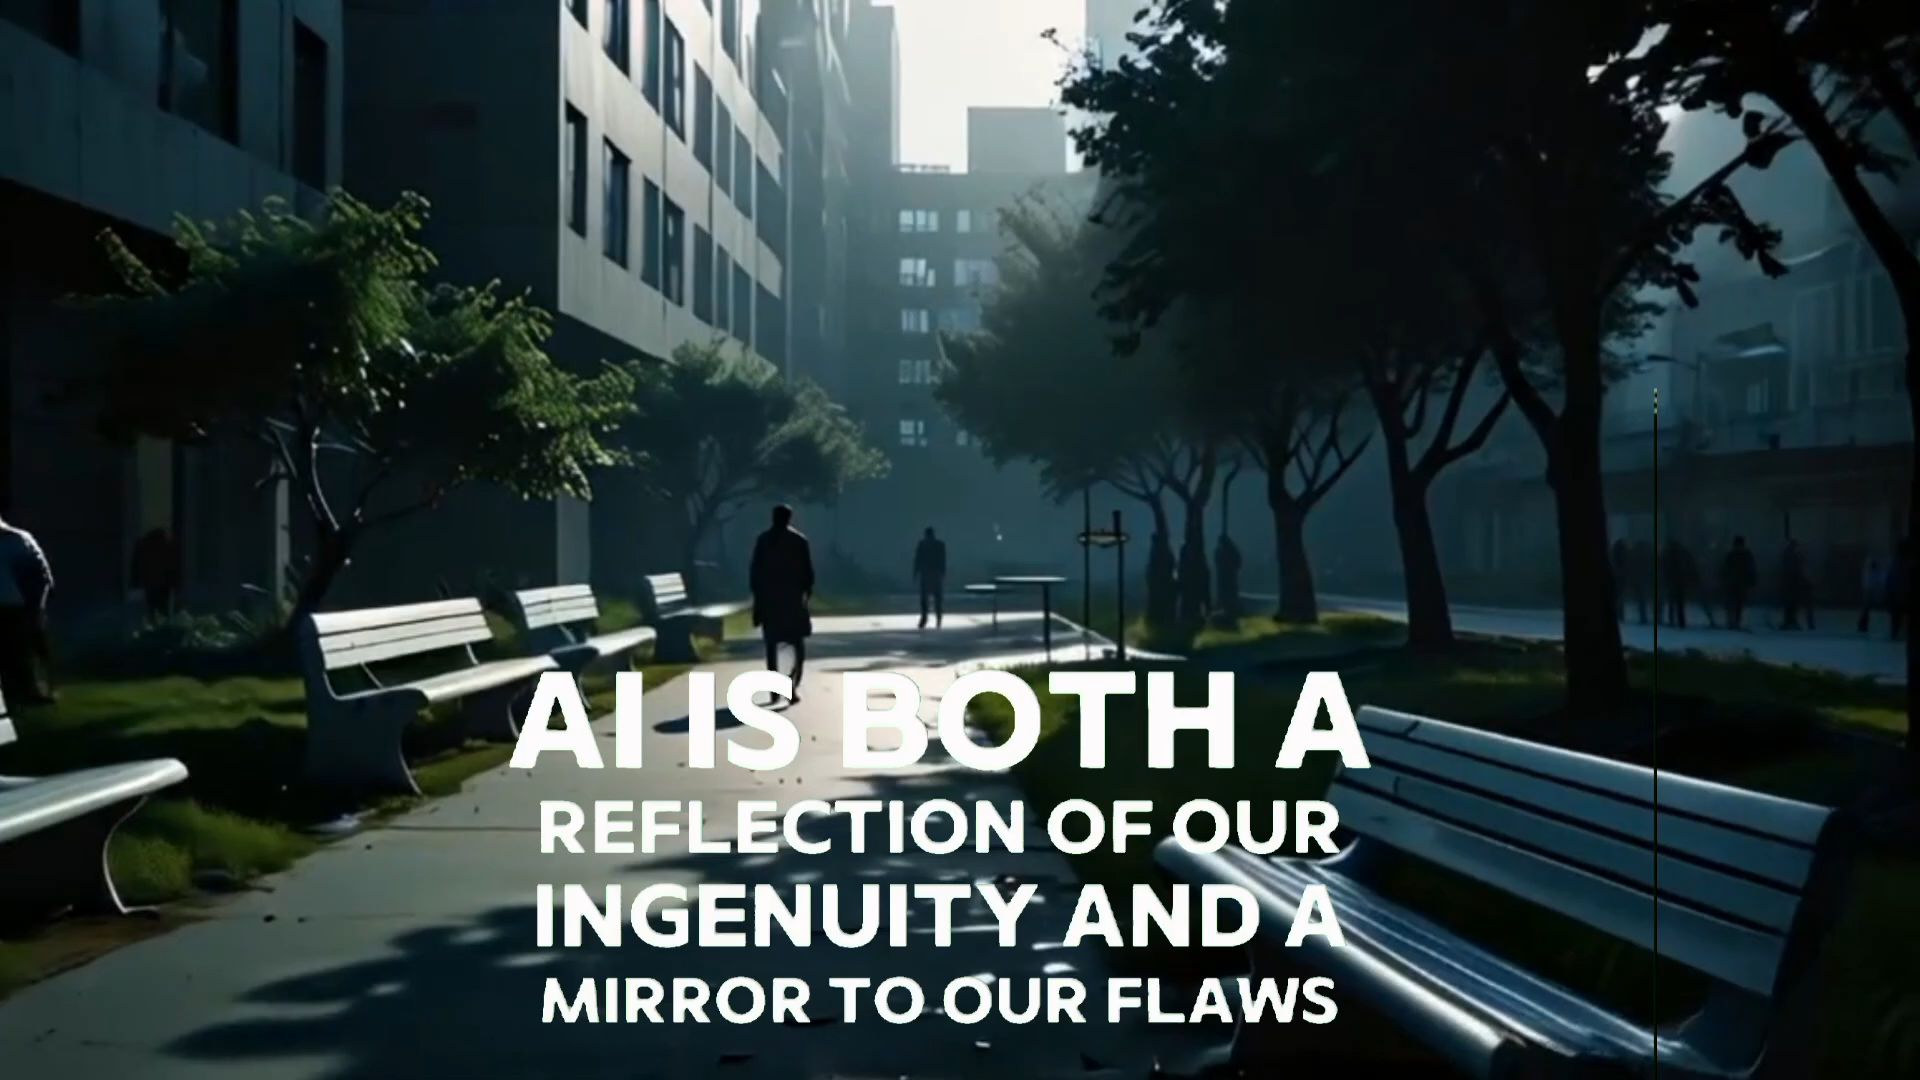 AI IS BOTH A
REFLECTION OF OUR
INGENUITY AND A
MIRROR TO OUR FLAWS